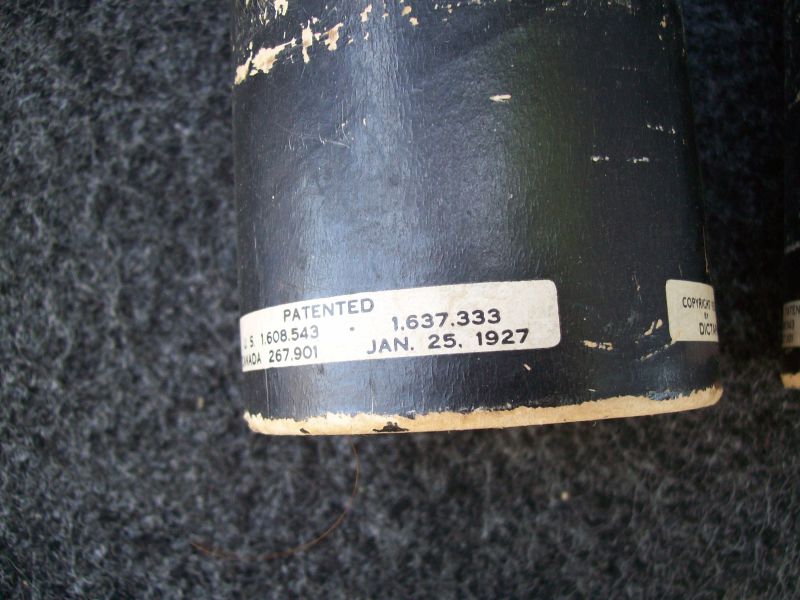 PATENTED
U.S. 1.608.543 • 1.637.333
CANADA 267.901 JAN. 25, 1927
COPYRIGHT
BY